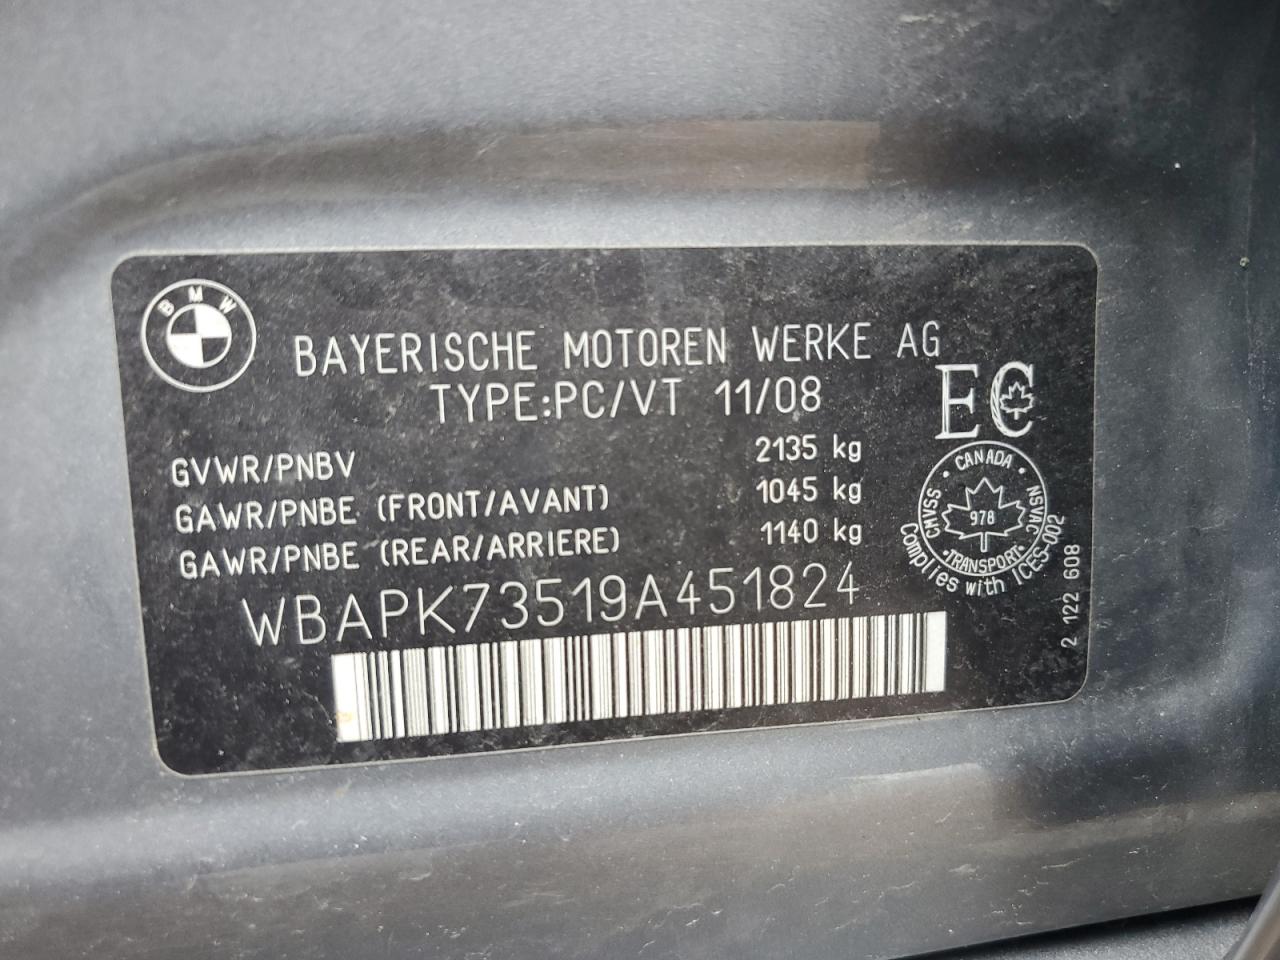 BMW
BAYERISCHE MOTOREN WERKE AG
TYPE:PC/VT 11/08
GVWR/PNBV 2135 kg
GAWR/PNBE (FRONT/AVANT) 1045 kg
GAWR/PNBE (REAR/ARRIERE) 1140 kg
WBAPK73519A451824
EC
· CANADA ·
CMVSS
NSVAC
978
·TRANSPORT·
Complies with ICES-002
2 122 608